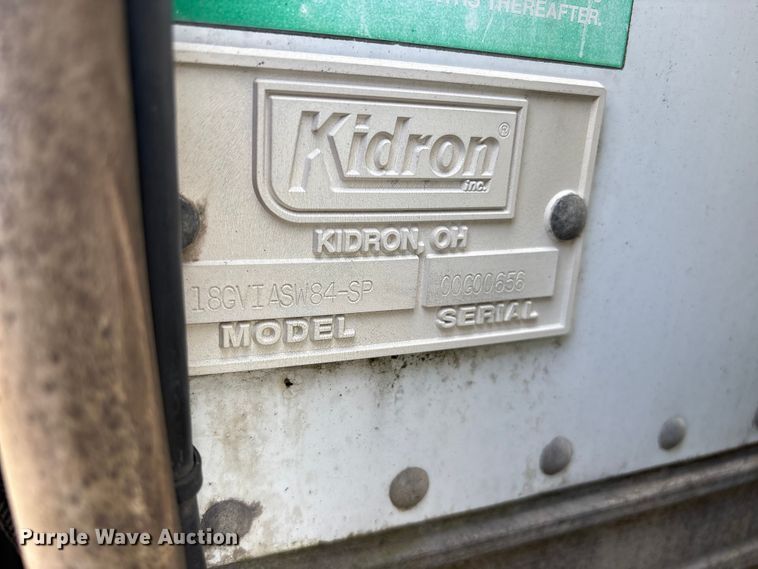 THEREAFTER.
Kidron®
inc.
KIDRON, OH
18GVIASW84-SP 00G00656
MODEL SERIAL
Purple Wave Auction